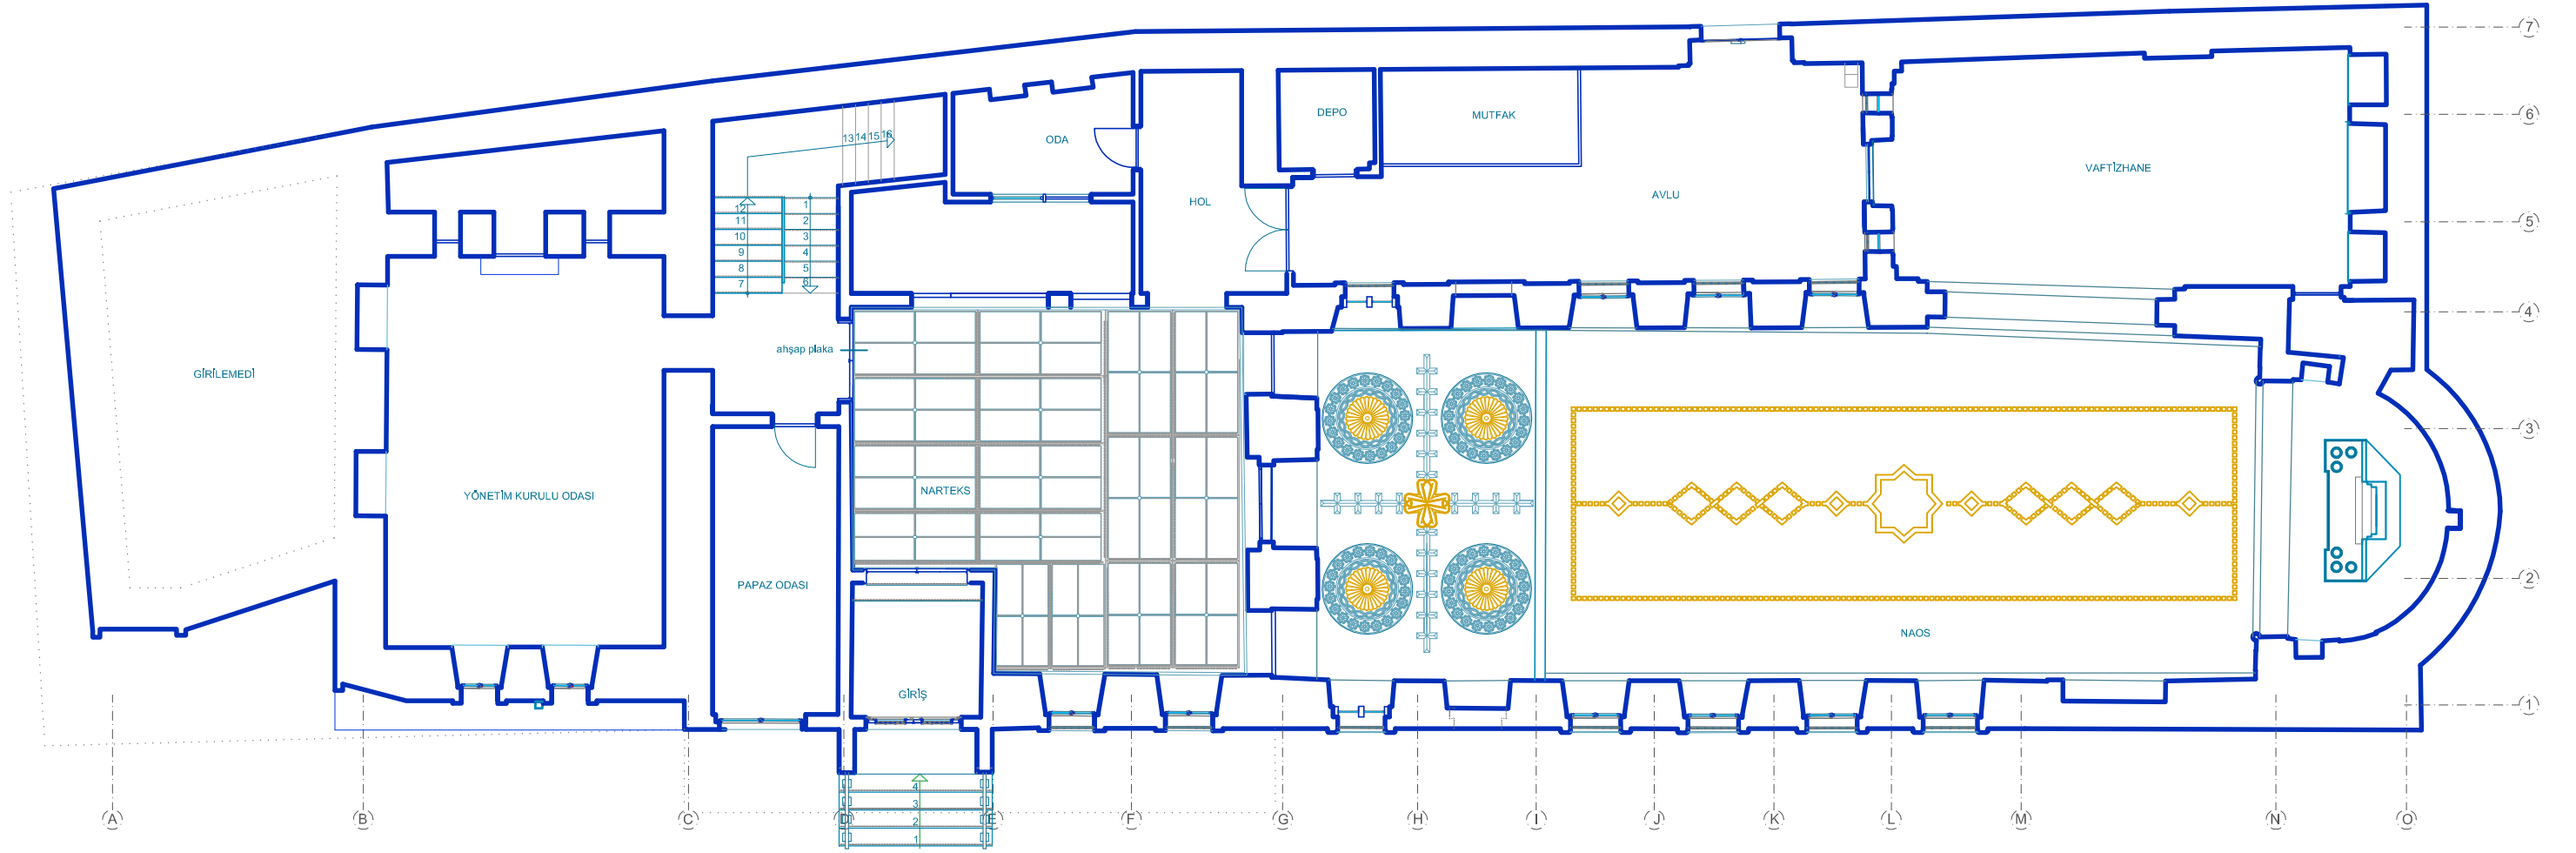 7
DEPO
MUTFAK
6
13 14 15 16
ODA
VAFTİZHANE
AVLU
HOL
5
12
11
10
9
8
7
1
2
3
4
5
6
4
ahşap plaka
GİRİLEMEDİ
3
NARTEKS
YÖNETİM KURULU ODASI
PAPAZ ODASI
2
NAOS
GİRİŞ
1
4
3
2
1
A B C D E F G H I J K L M N O